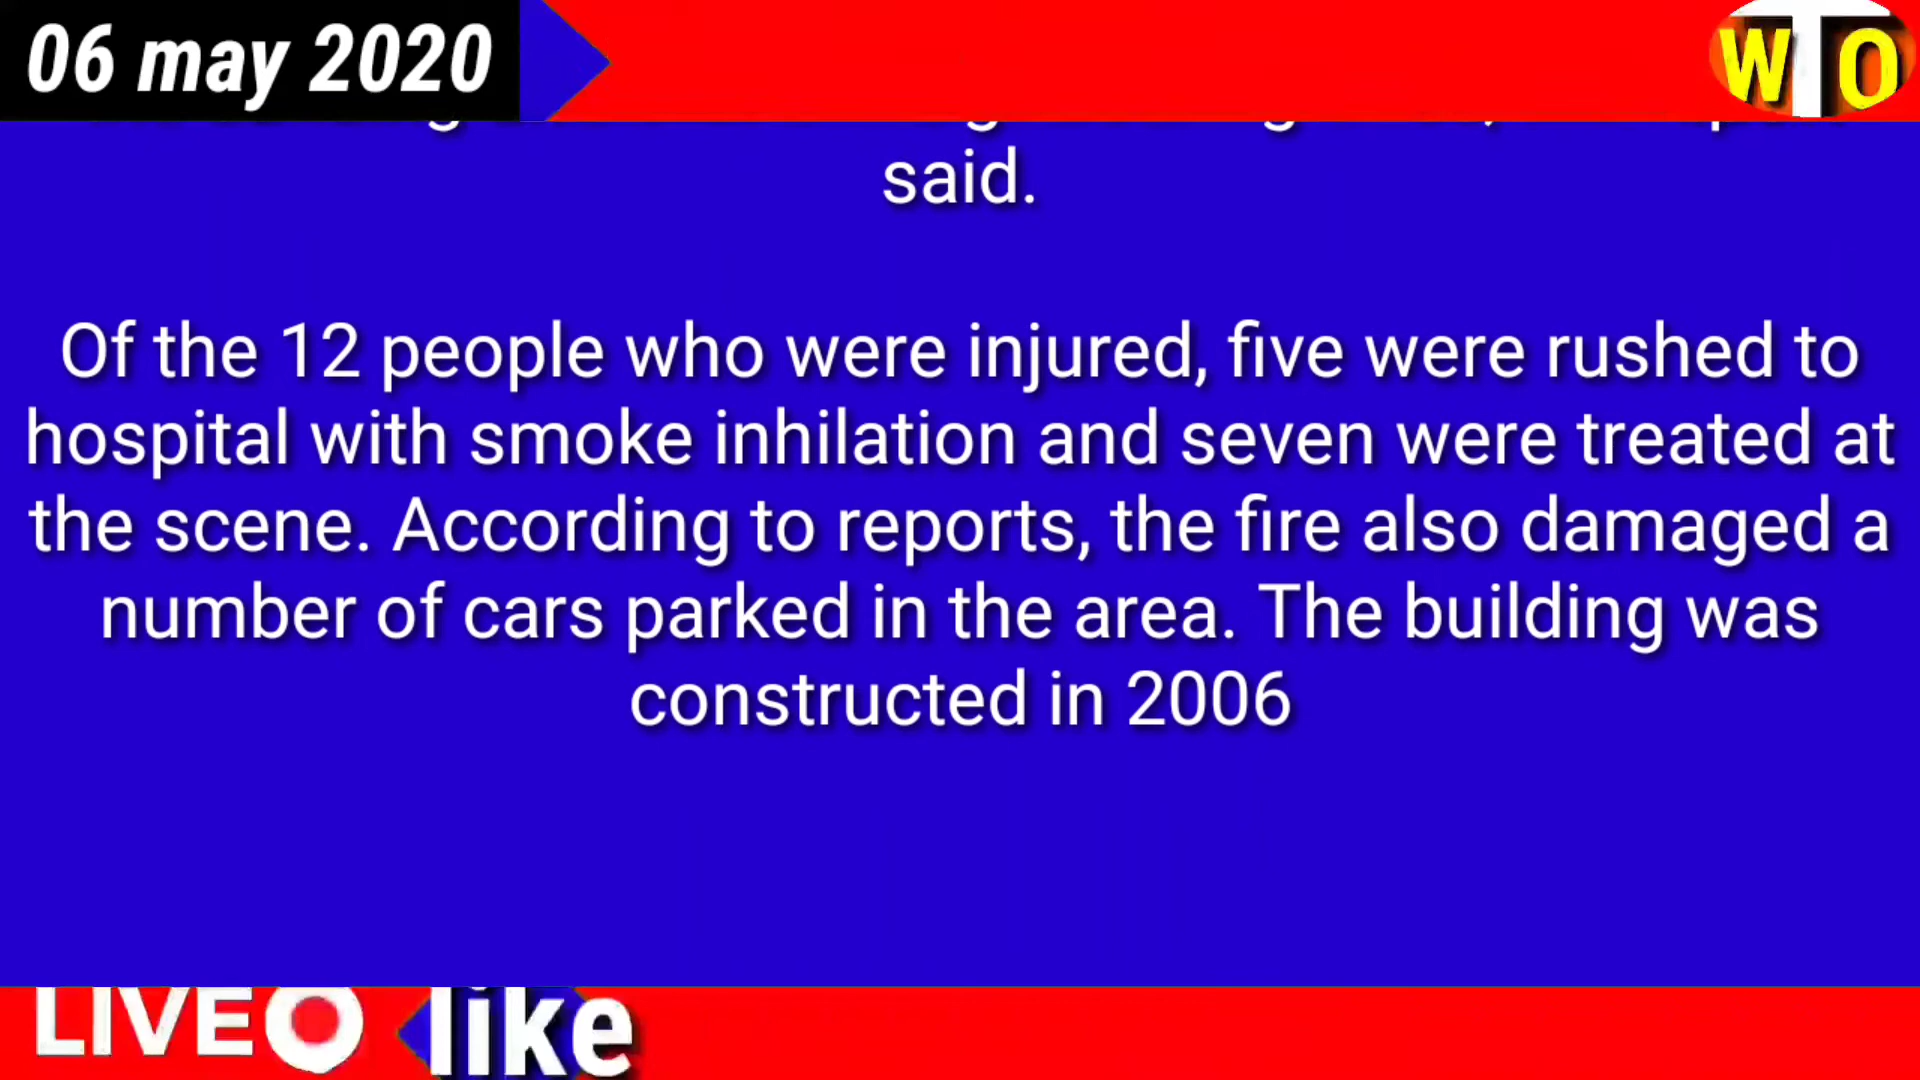 06 may 2020
WTO
said.
Of the 12 people who were injured, five were rushed to
hospital with smoke inhilation and seven were treated at
the scene. According to reports, the fire also damaged a
number of cars parked in the area. The building was
constructed in 2006
LIVE
like